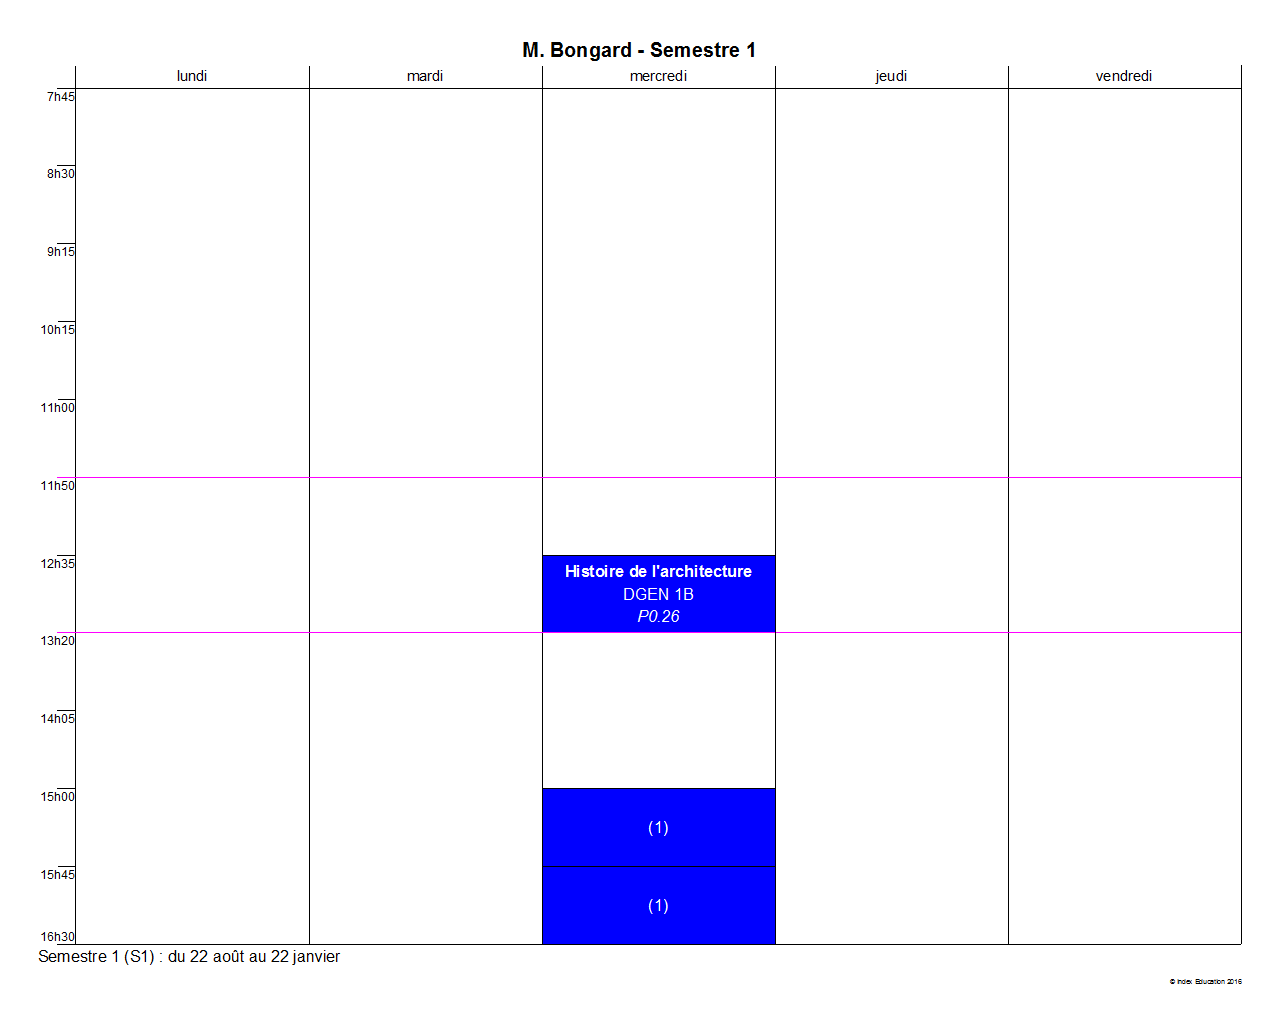 M. Bongard - Semestre 1
lundi mardi mercredi jeudi vendredi
7h45
8h30
9h15
10h15
11h00
11h50
12h35
Histoire de l'architecture
DGEN 1B
P0.26
13h20
14h05
15h00
(1)
15h45
(1)
16h30
Semestre 1 (S1) : du 22 août au 22 janvier
© Index Education 2016